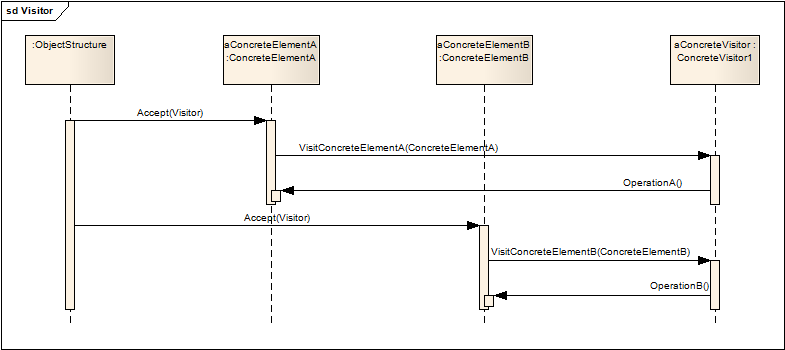 sd Visitor
:ObjectStructure
aConcreteElementA
:ConcreteElementA
aConcreteElementB
:ConcreteElementB
aConcreteVisitor :
ConcreteVisitor1
Accept(Visitor)
VisitConcreteElementA(ConcreteElementA)
OperationA()
Accept(Visitor)
VisitConcreteElementB(ConcreteElementB)
OperationB()